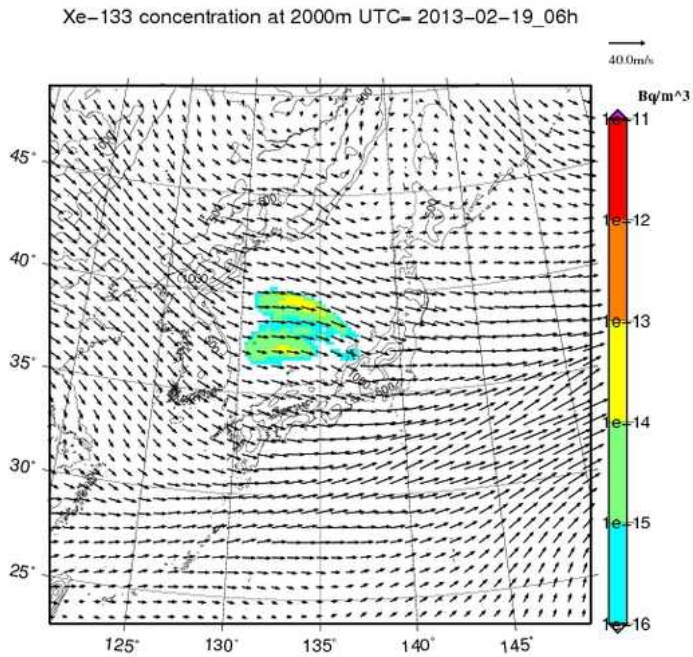 Xe-133 concentration at 2000m UTC= 2013-02-19_06h
40.0m/s
Bq/m^3
1e-11
45°
1e-12
40°
1000
1e-13
35°
1e-14
30°
1e-15
25°
1e-16
125° 130° 135° 140° 145°